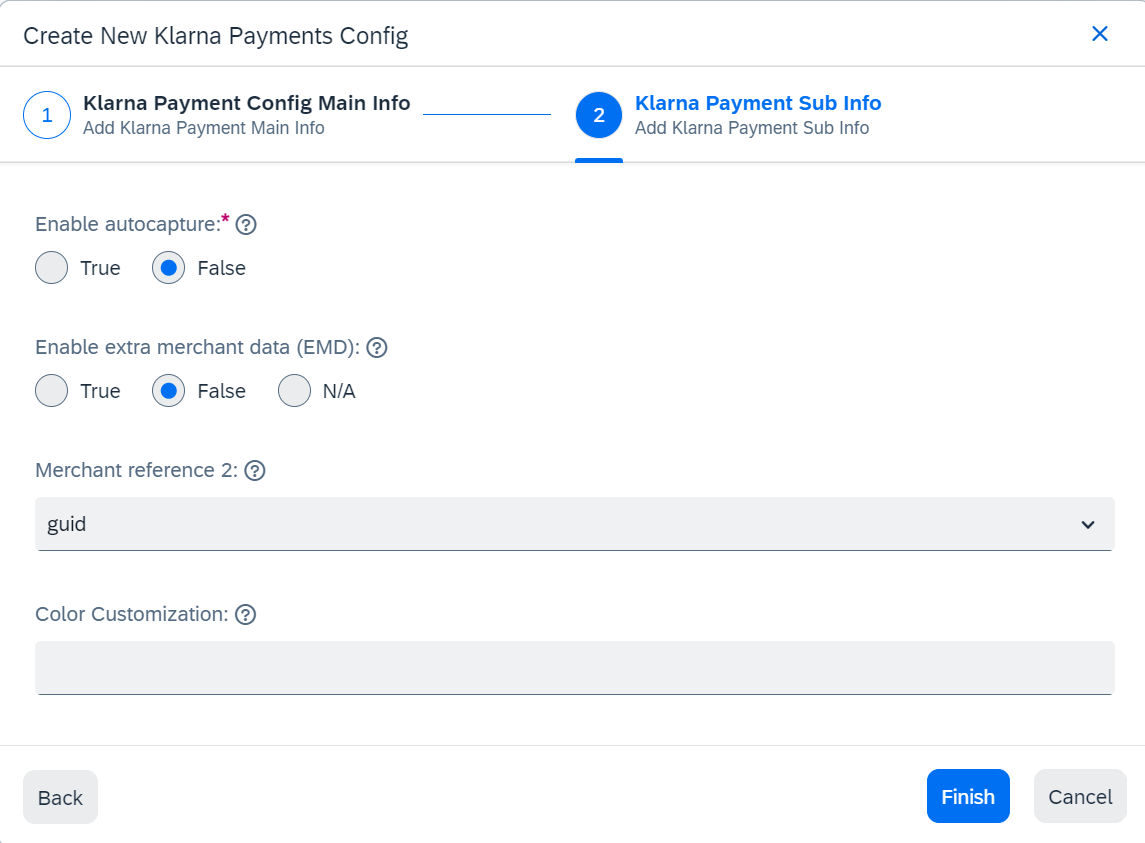 Create New Klarna Payments Config
1 Klarna Payment Config Main Info
Add Klarna Payment Main Info
2 Klarna Payment Sub Info
Add Klarna Payment Sub Info
Enable autocapture:* ?
True False
Enable extra merchant data (EMD): ?
True False N/A
Merchant reference 2: ?
guid
Color Customization: ?
Back Finish Cancel